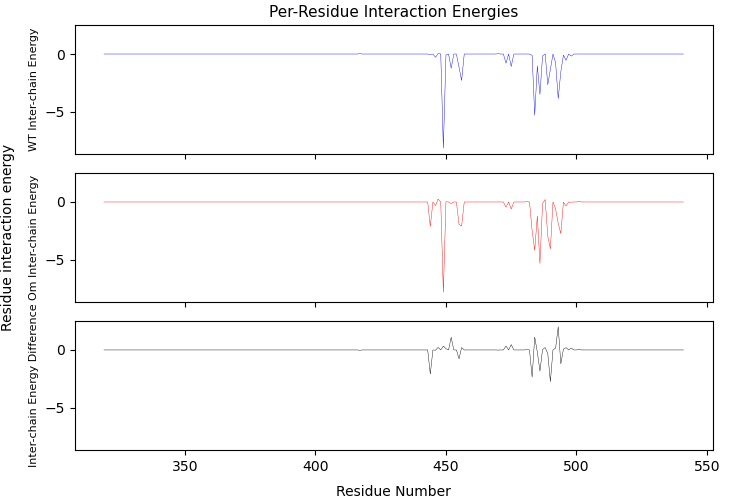 Per-Residue Interaction Energies
Residue interaction energy
WT Inter-chain Energy
0
−5
Om Inter-chain Energy
0
−5
Inter-chain Energy Difference
0
−5
350
400
450
500
550
Residue Number